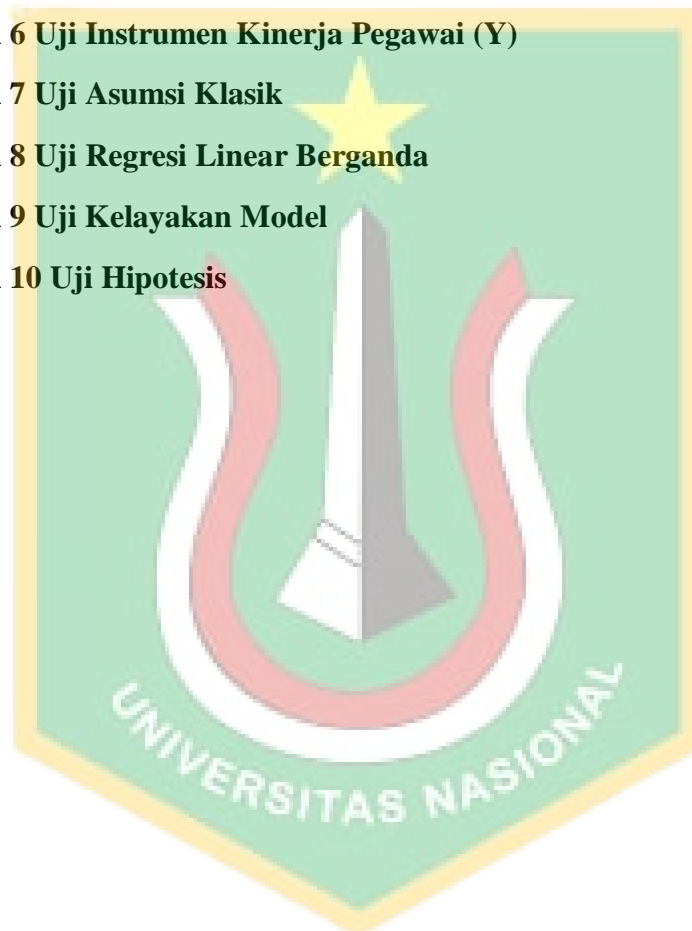 6 Uji Instrumen Kinerja Pegawai (Y)
7 Uji Asumsi Klasik
8 Uji Regresi Linear Berganda
9 Uji Kelayakan Model
10 Uji Hipotesis
UNIVERSITAS NASIONAL